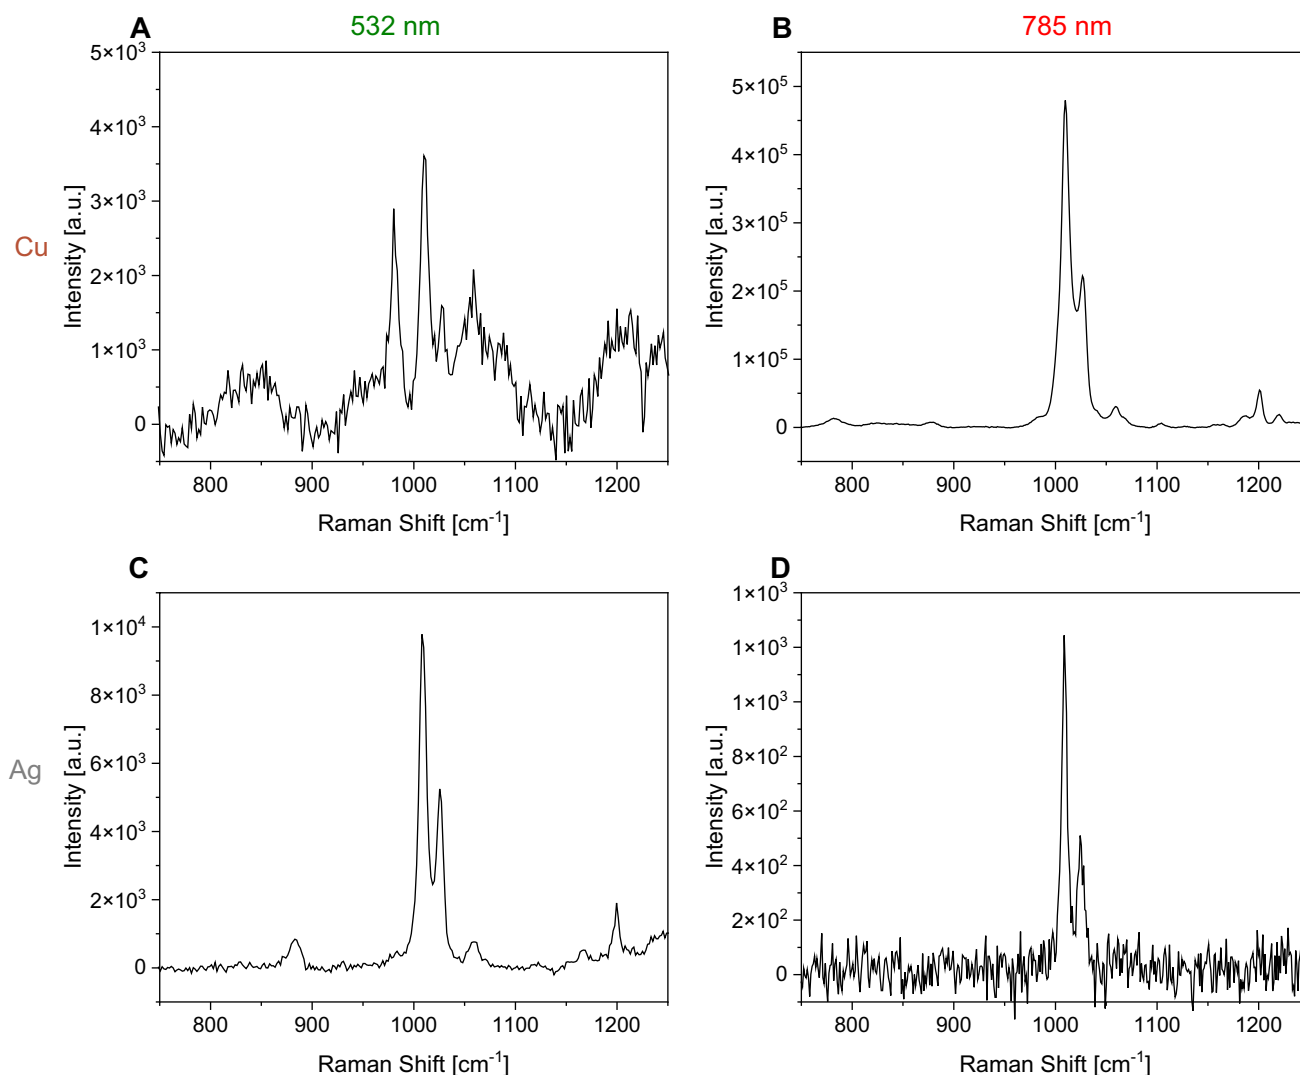 532 nm
785 nm
Cu
Ag
A
5×10³
4×10³
3×10³
2×10³
1×10³
0
Intensity [a.u.]
800 900 1000 1100 1200
Raman Shift [cm⁻¹]
B
5×10⁵
4×10⁵
3×10⁵
2×10⁵
1×10⁵
0
Intensity [a.u.]
800 900 1000 1100 1200
Raman Shift [cm⁻¹]
C
1×10⁴
8×10³
6×10³
4×10³
2×10³
0
Intensity [a.u.]
800 900 1000 1100 1200
Raman Shift [cm⁻¹]
D
1×10³
1×10³
1×10³
8×10²
6×10²
4×10²
2×10²
0
Intensity [a.u.]
800 900 1000 1100 1200
Raman Shift [cm⁻¹]